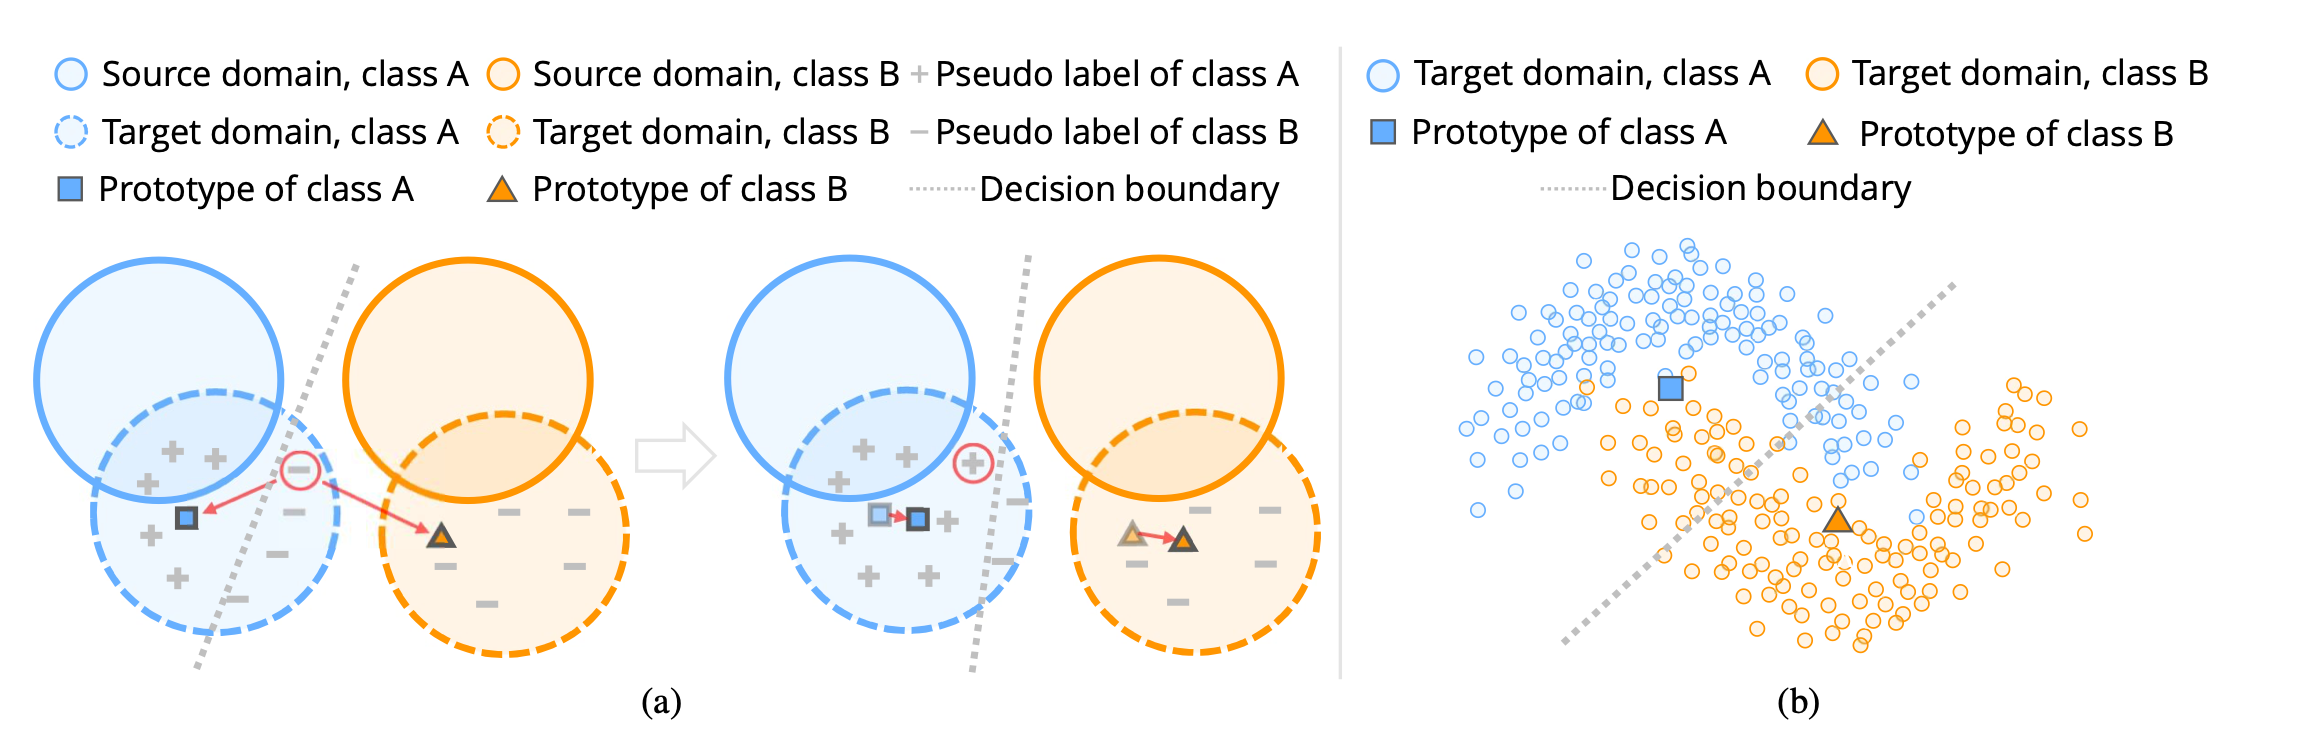 Source domain, class A Source domain, class B + Pseudo label of class A
Target domain, class A Target domain, class B − Pseudo label of class B
Prototype of class A Prototype of class B Decision boundary
(a)
Target domain, class A Target domain, class B
Prototype of class A Prototype of class B
Decision boundary
(b)